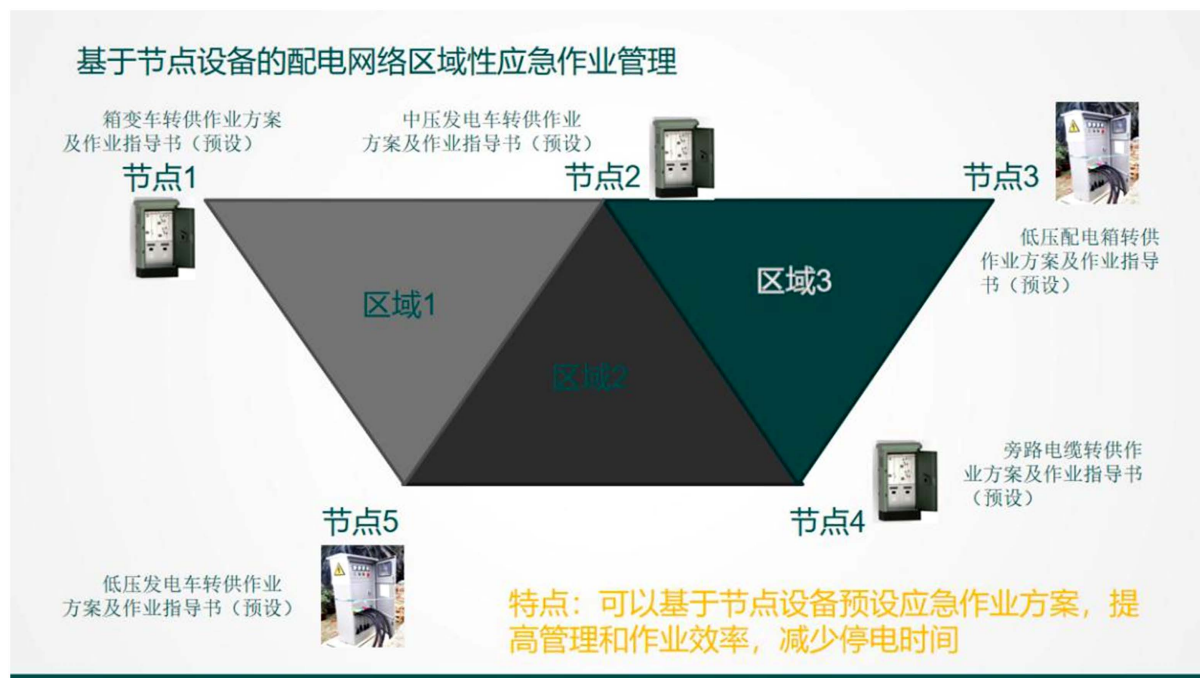 基于节点设备的配电网络区域性应急作业管理
箱变车转供作业方案
及作业指导书（预设）
节点1
中压发电车转供作业
方案及作业指导书（预设）
节点2
节点3
低压配电箱转供
作业方案及作业指导
书（预设）
区域1
区域2
区域3
旁路电缆转供作
业方案及作业指导书
（预设）
节点4
节点5
低压发电车转供作业
方案及作业指导书（预设）
特点：可以基于节点设备预设应急作业方案，提
高管理和作业效率，减少停电时间